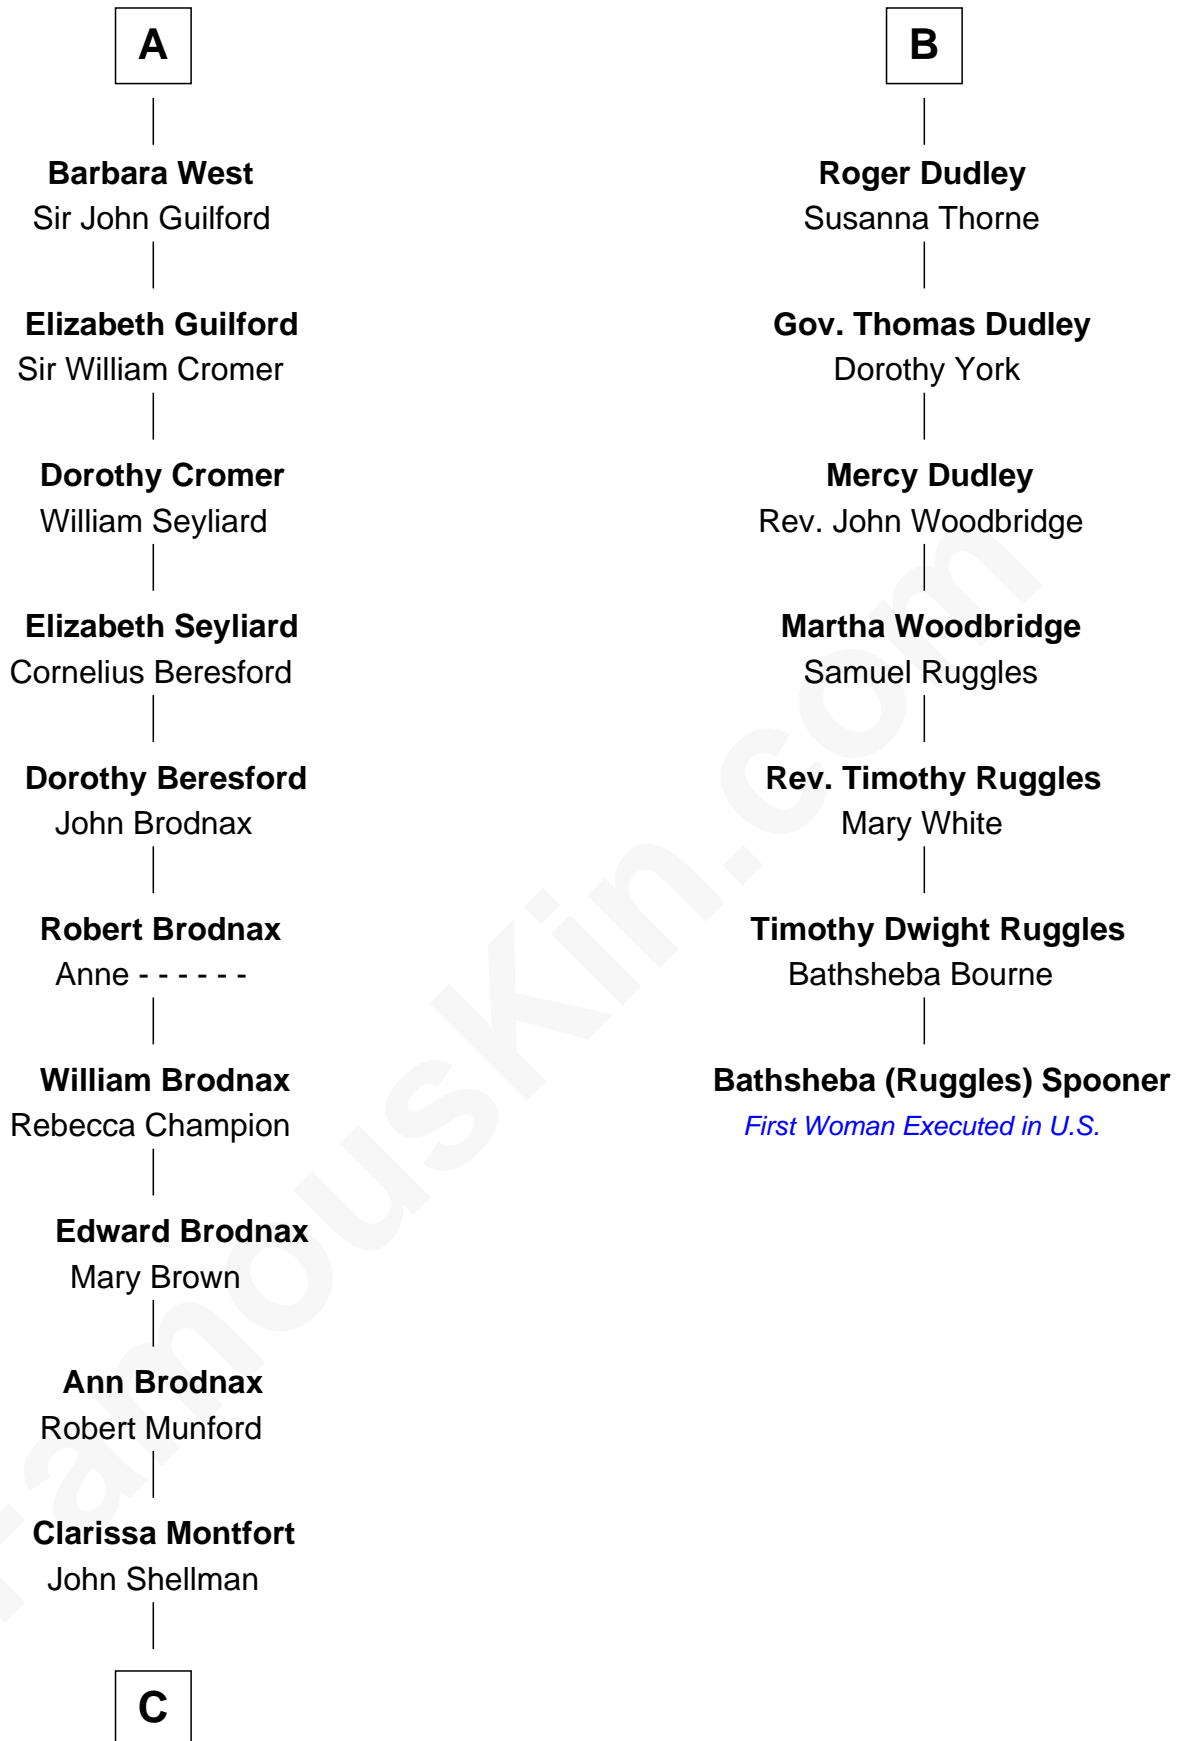 A
Barbara West
Sir John Guilford
Elizabeth Guilford
Sir William Cromer
Dorothy Cromer
William Seyliard
Elizabeth Seyliard
Cornelius Beresford
Dorothy Beresford
John Brodnax
Robert Brodnax
Anne - - - - - -
William Brodnax
Rebecca Champion
Edward Brodnax
Mary Brown
Ann Brodnax
Robert Munford
Clarissa Montfort
John Shellman
C
B
Roger Dudley
Susanna Thorne
Gov. Thomas Dudley
Dorothy York
Mercy Dudley
Rev. John Woodbridge
Martha Woodbridge
Samuel Ruggles
Rev. Timothy Ruggles
Mary White
Timothy Dwight Ruggles
Bathsheba Bourne
Bathsheba (Ruggles) Spooner
First Woman Executed in U.S.
FamousKin.com